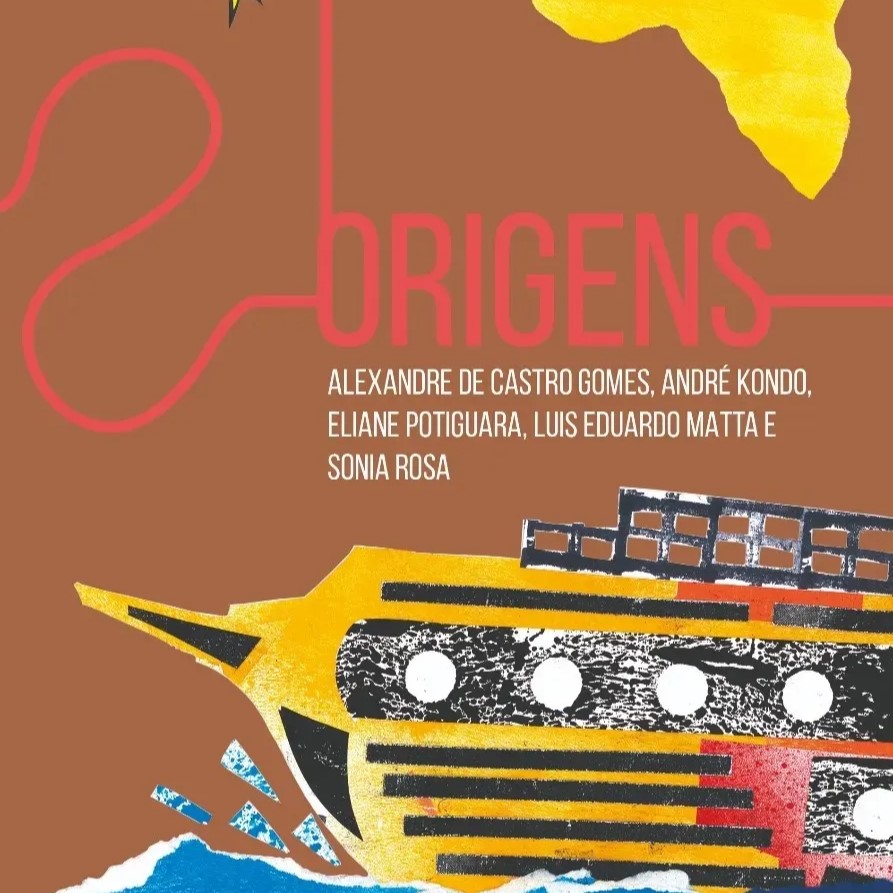 ORIGENS
ALEXANDRE DE CASTRO GOMES, ANDRÉ KONDO,
ELIANE POTIGUARA, LUIS EDUARDO MATTA E
SONIA ROSA